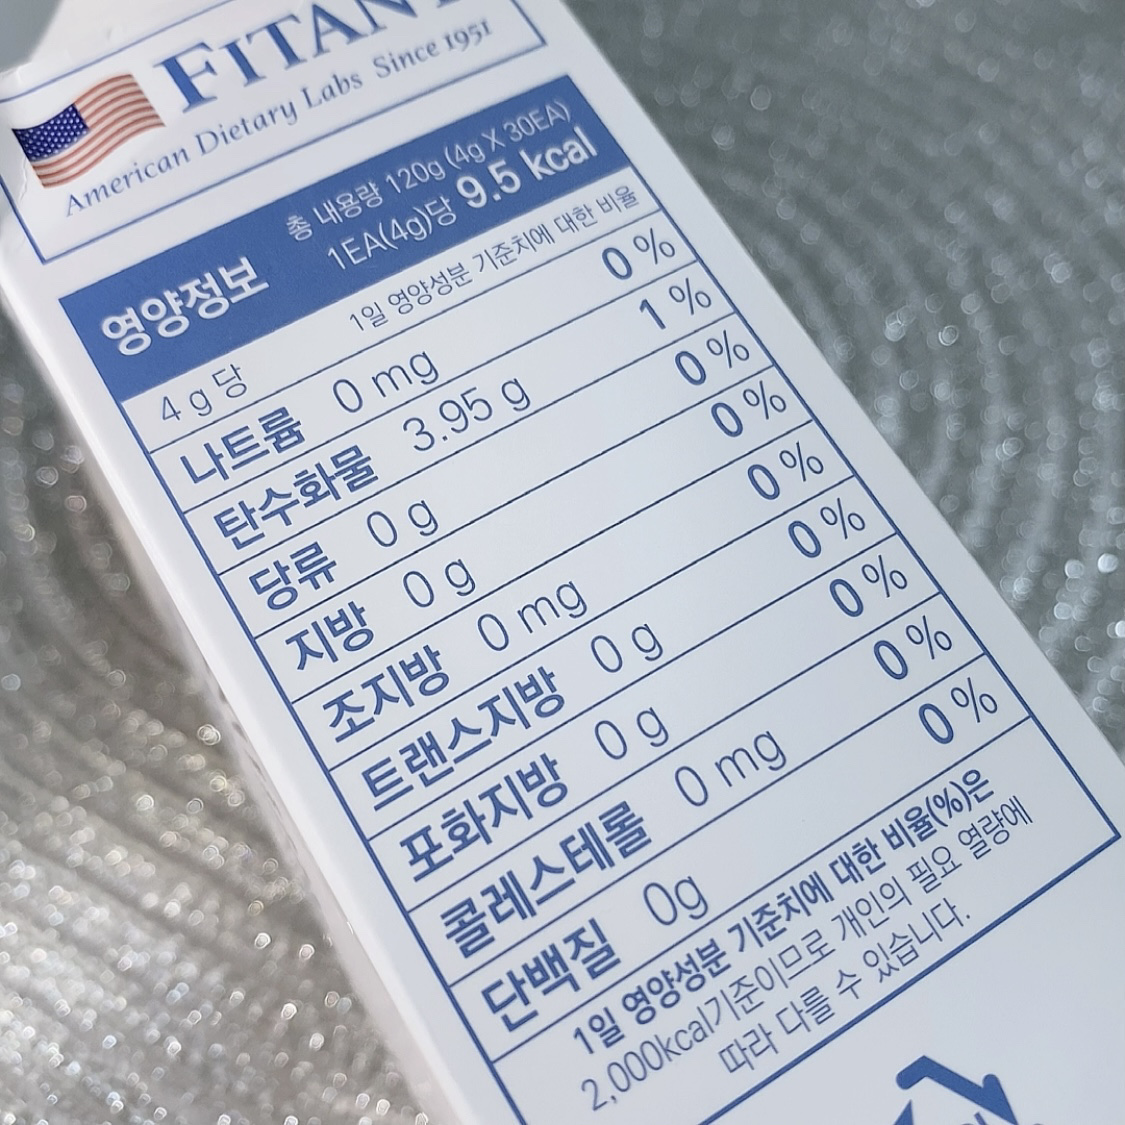 American Dietary Labs Since 1951
영양정보
총 내용량 120g (4g X 30EA)
1EA(4g)당 9.5 kcal
4 g 당 1일 영양성분 기준치에 대한 비율
나트륨 0 mg 0 %
탄수화물 3.95 g 1 %
당류 0 g 0 %
지방 0 g 0 %
조지방 0 mg 0 %
트랜스지방 0 g 0 %
포화지방 0 g 0 %
콜레스테롤 0 mg 0 %
단백질 0g 0 %
1일 영양성분 기준치에 대한 비율(%)은
2,000kcal기준이므로 개인의 필요 열량에
따라 다를 수 있습니다.